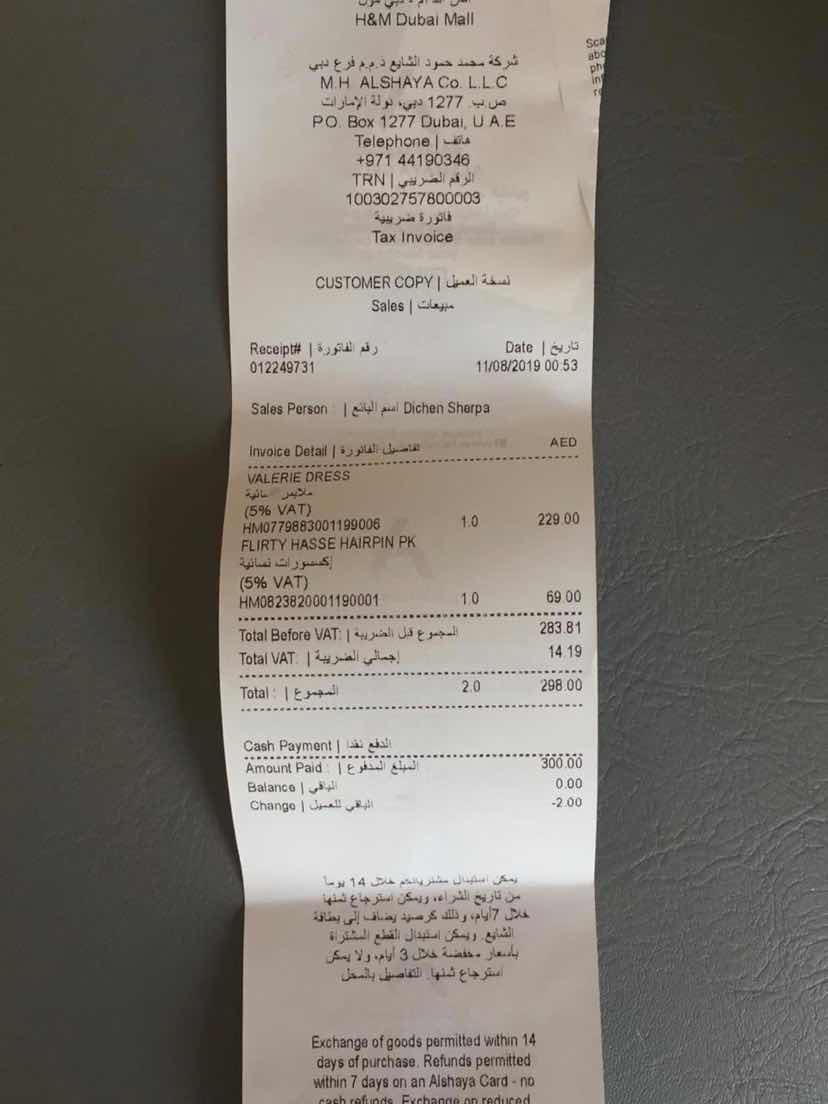 H&M Dubai Mall
شركة محمد حمود الشايع ذ.م.م فرع دبي
M.H ALSHAYA Co. L.L.C
ص.ب. 1277 دبي، دولة الإمارات
P.O. Box 1277 Dubai, U.A.E
Telephone | هاتف
+971 44190346
TRN | الرقم الضريبي
100302757800003
فاتورة ضريبية
Tax Invoice
CUSTOMER COPY | نسخة العميل
Sales | مبيعات
Receipt# | رقم الفاتورة Date | تاريخ
012249731 11/08/2019 00:53
Sales Person : | اسم البائع Dichen Sherpa
Invoice Detail | تفاصيل الفاتورة AED
VALERIE DRESS
ملابس نسائية
(5% VAT)
HM0779883001199006 1.0 229.00
FLIRTY HASSE HAIRPIN PK
إكسسورات نسائية
(5% VAT)
HM0823820001190001 1.0 69.00
Total Before VAT: | المجموع قبل الضريبة 283.81
Total VAT: | إجمالي الضريبة 14.19
Total : | المجموع 2.0 298.00
Cash Payment | الدفع نقدا
Amount Paid : | المبلغ المدفوع 300.00
Balance | الباقي 0.00
Change | الباقي للعميل -2.00
يمكن استبدال مشترياتكم خلال 14 يوماً
من تاريخ الشراء، ويمكن استرجاع ثمنها
خلال 7أيام، وذلك كرصيد يضاف إلى بطاقة
الشايع. ويمكن استبدال القطع المشتراة
بأسعار مخفضة خلال 3 أيام، ولا يمكن
استرجاع ثمنها. التفاصيل بالمحل
Exchange of goods permitted within 14
days of purchase. Refunds permitted
within 7 days on an Alshaya Card - no
cash refunds. Exchange on reduced